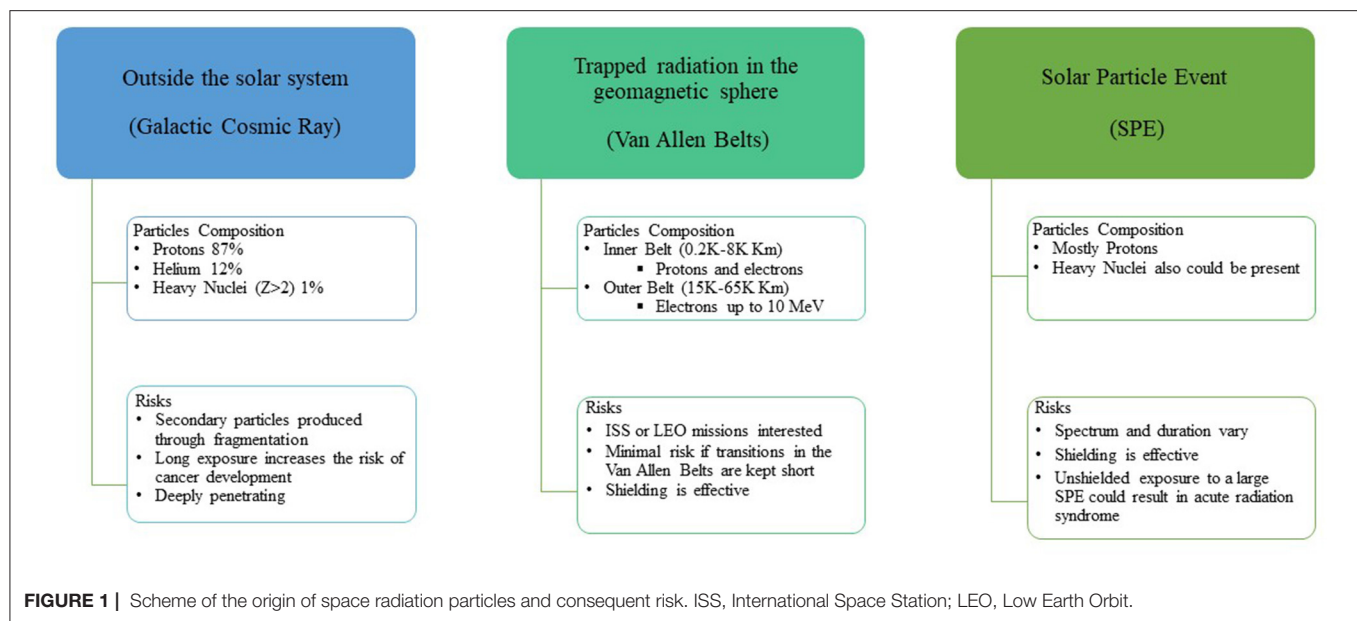 Outside the solar system
(Galactic Cosmic Ray)
Particles Composition
• Protons 87%
• Helium 12%
• Heavy Nuclei (Z>2) 1%
Risks
• Secondary particles produced
through fragmentation
• Long exposure increases the risk of
cancer development
• Deeply penetrating
Trapped radiation in the
geomagnetic sphere
(Van Allen Belts)
Particles Composition
• Inner Belt (0.2K-8K Km)
▪ Protons and electrons
• Outer Belt (15K-65K Km)
▪ Electrons up to 10 MeV
Risks
• ISS or LEO missions interested
• Minimal risk if transitions in the
Van Allen Belts are kept short
• Shielding is effective
Solar Particle Event
(SPE)
Particles Composition
• Mostly Protons
• Heavy Nuclei also could be present
Risks
• Spectrum and duration vary
• Shielding is effective
• Unshielded exposure to a large
SPE could result in acute radiation
syndrome
FIGURE 1 | Scheme of the origin of space radiation particles and consequent risk. ISS, International Space Station; LEO, Low Earth Orbit.